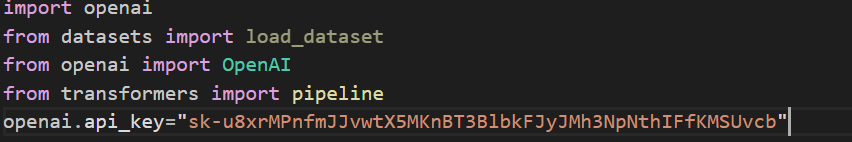 import openai
from datasets import load_dataset
from openai import OpenAI
from transformers import pipeline
openai.api_key="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"